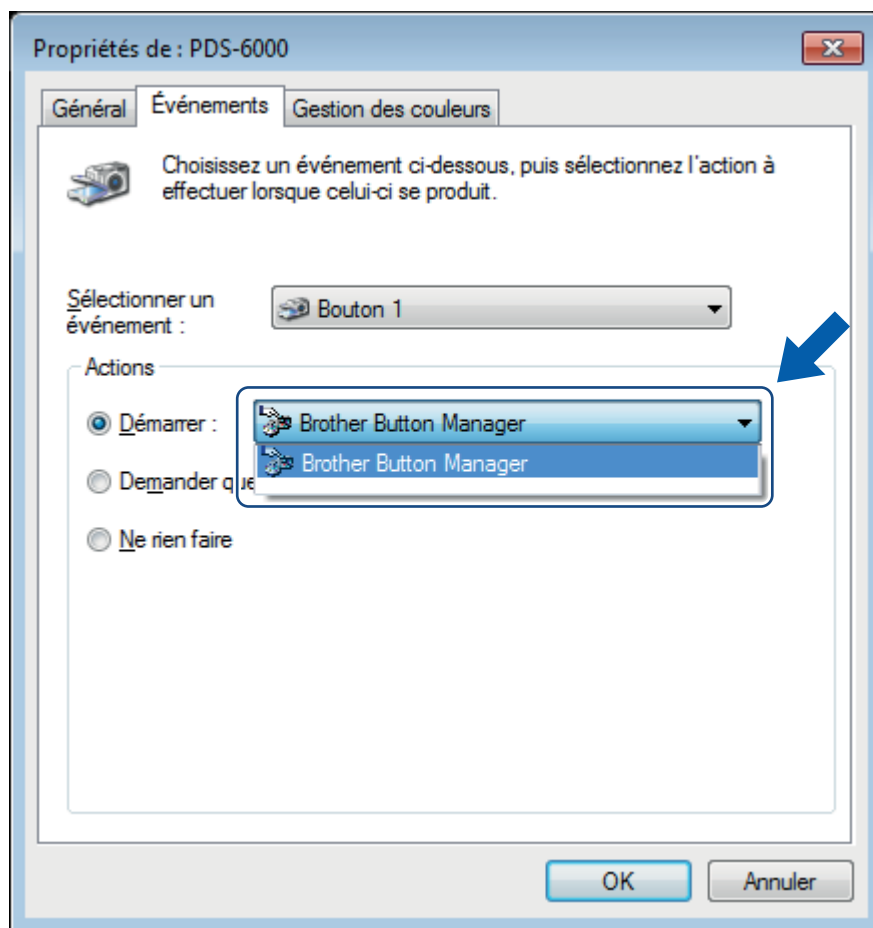 Propriétés de : PDS-6000
Général Événements Gestion des couleurs
Choisissez un événement ci-dessous, puis sélectionnez l'action à
effectuer lorsque celui-ci se produit.
Sélectionner un
événement :
Bouton 1
Actions
Démarrer : Brother Button Manager
Brother Button Manager
Demander que
Ne rien faire
OK Annuler